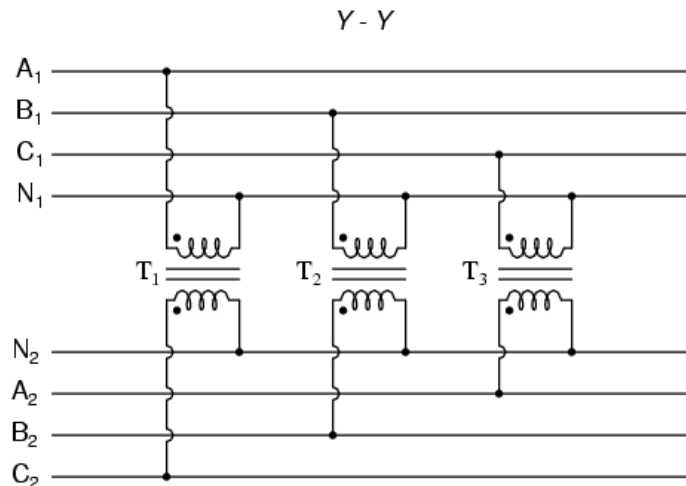 Y - Y
A₁
B₁
C₁
N₁
T₁ T₂ T₃
N₂
A₂
B₂
C₂